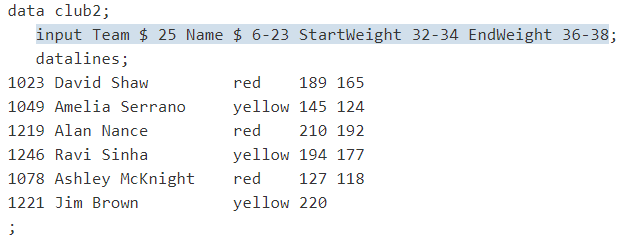 data club2;
   input Team $ 25 Name $ 6-23 StartWeight 32-34 EndWeight 36-38;
   datalines;
1023 David Shaw         red    189 165
1049 Amelia Serrano     yellow 145 124
1219 Alan Nance         red    210 192
1246 Ravi Sinha         yellow 194 177
1078 Ashley McKnight    red    127 118
1221 Jim Brown          yellow 220
;